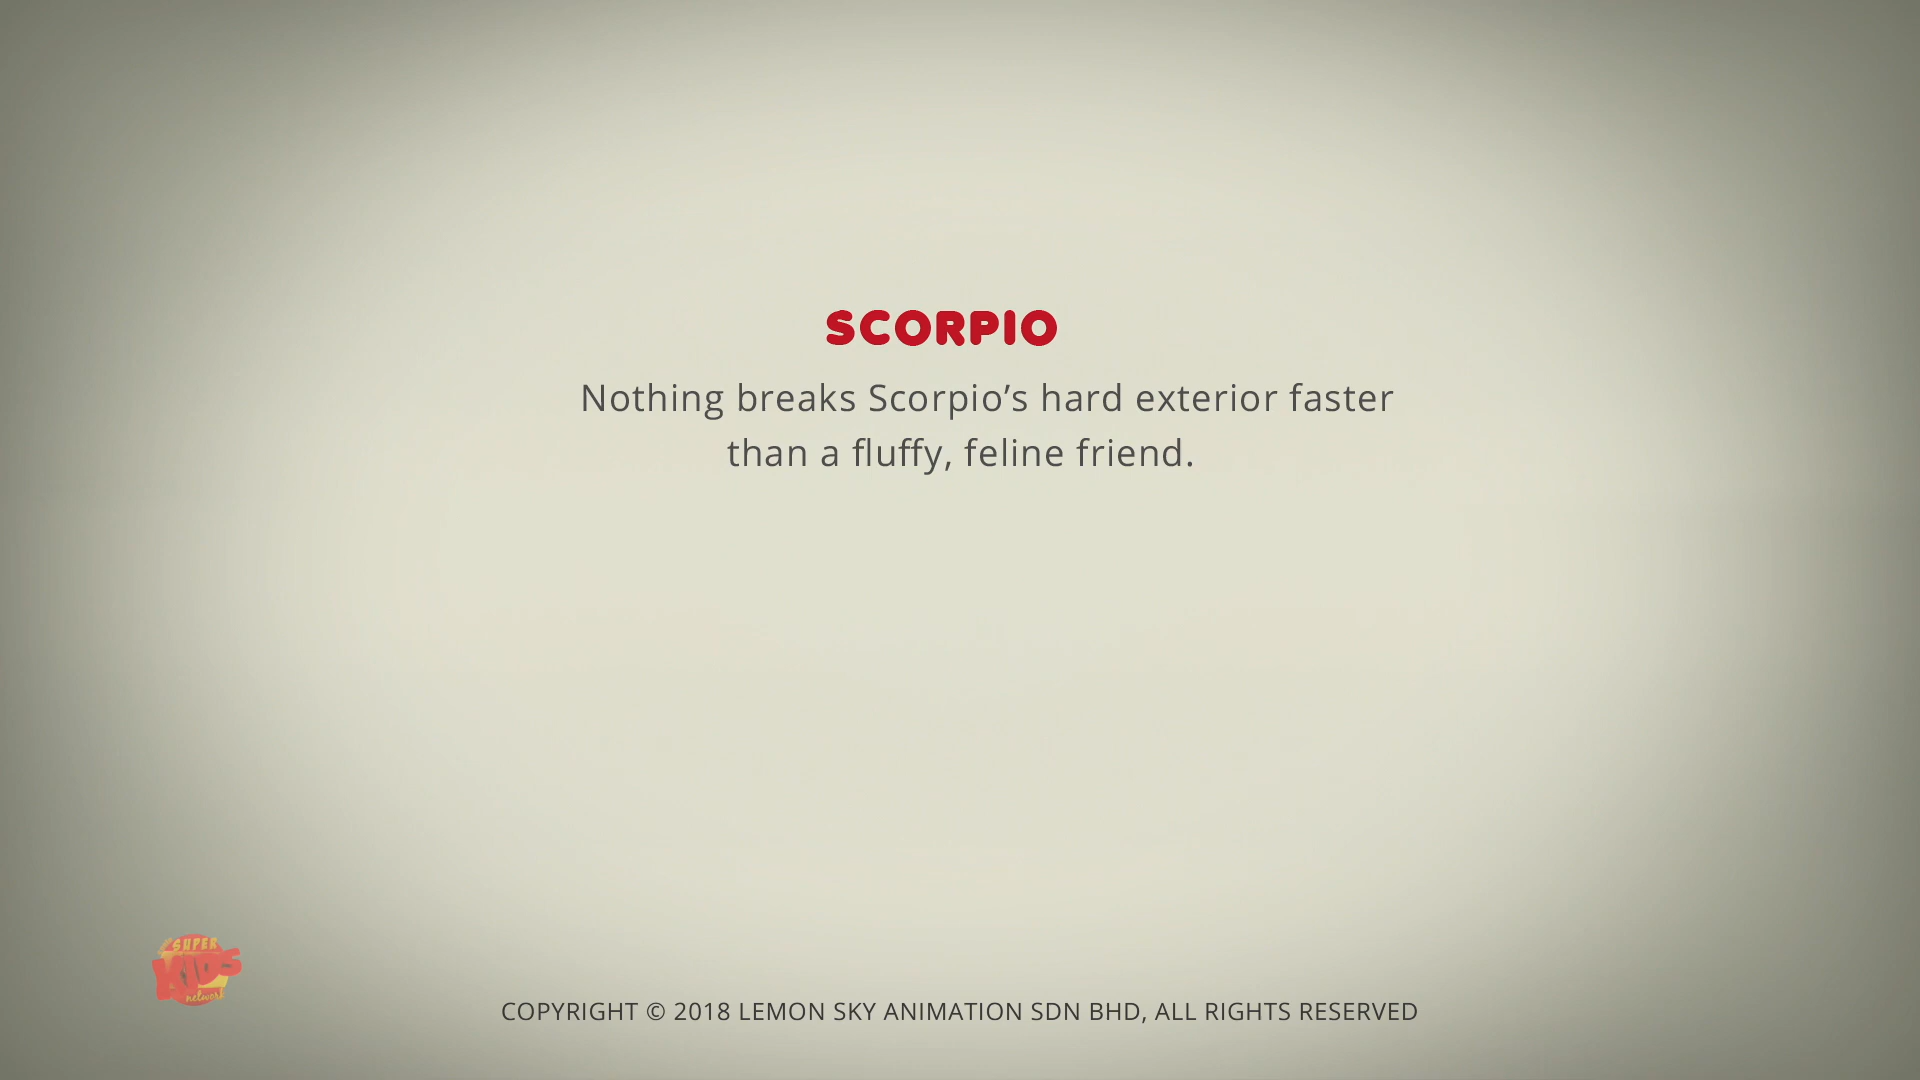 SCORPIO
Nothing breaks Scorpio’s hard exterior faster
than a fluffy, feline friend.
SUPER
KIDS
network
COPYRIGHT © 2018 LEMON SKY ANIMATION SDN BHD, ALL RIGHTS RESERVED